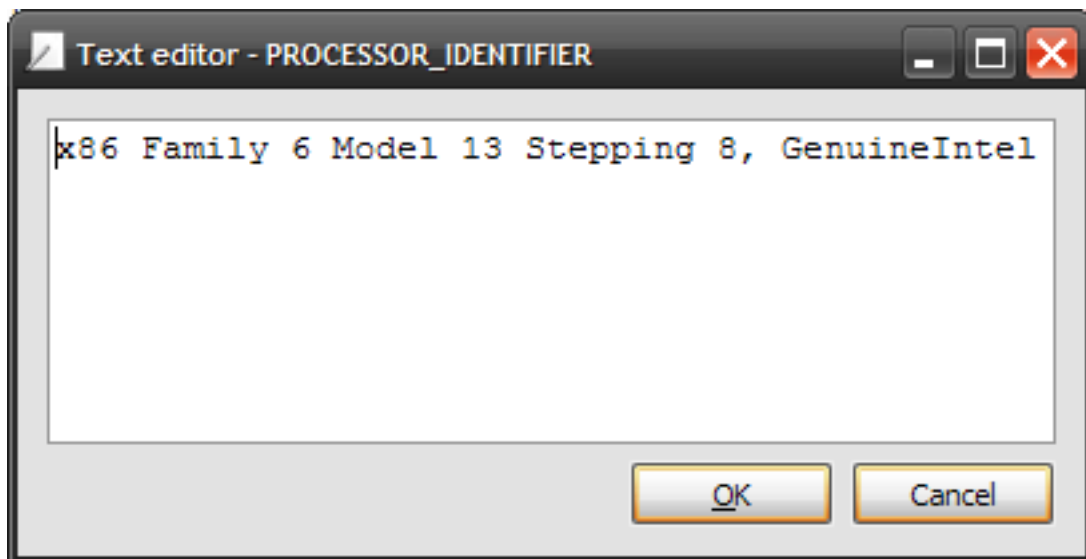 Text editor - PROCESSOR_IDENTIFIER
x86 Family 6 Model 13 Stepping 8, GenuineIntel
OK Cancel